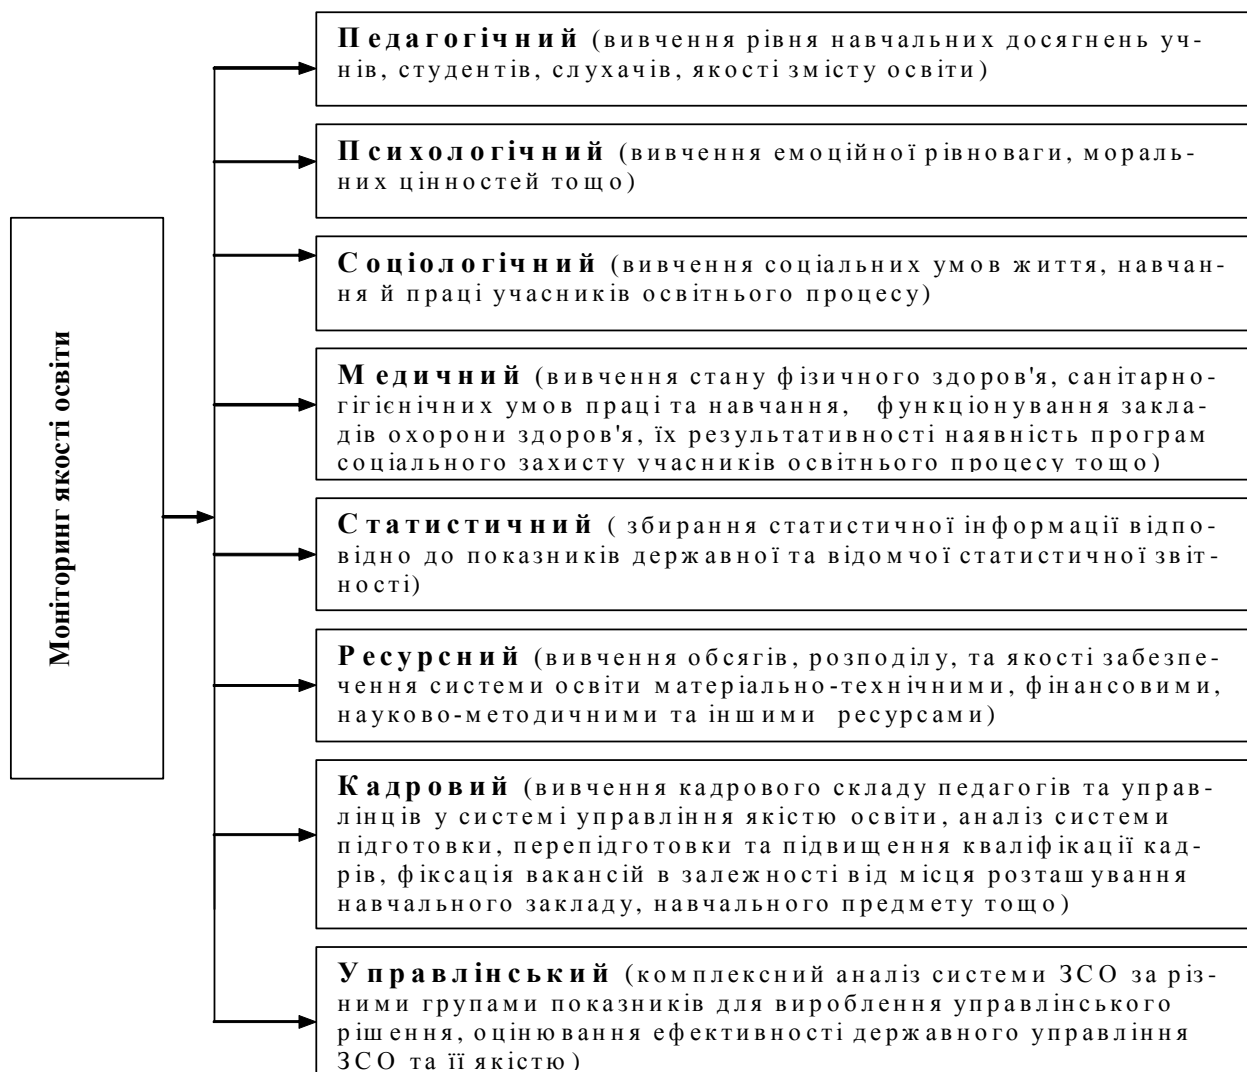 Моніторинг якості освіти
Педагогічний (вивчення рівня навчальних досягнень уч-
нів, студентів, слухачів, якості змісту освіти)
Психологічний (вивчення емоційної рівноваги, мораль-
них цінностей тощо)
Соціологічний (вивчення соціальних умов життя, навчан-
ня й праці учасників освітнього процесу)
Медичний (вивчення стану фізичного здоров'я, санітарно-
гігієнічних умов праці та навчання, функціонування закла-
дів охорони здоров'я, їх результативності наявність програм
соціального захисту учасників освітнього процесу тощо)
Статистичний ( збирання статистичної інформації відпо-
відно до показників державної та відомчої статистичної звіт-
ності)
Ресурсний (вивчення обсягів, розподілу, та якості забезпе-
чення системи освіти матеріально-технічними, фінансовими,
науково-методичними та іншими ресурсами)
Кадровий (вивчення кадрового складу педагогів та управ-
лінців у системі управління якістю освіти, аналіз системи
підготовки, перепідготовки та підвищення кваліфікації кад-
рів, фіксація вакансій в залежності від місця розташування
навчального закладу, навчального предмету тощо)
Управлінський (комплексний аналіз системи ЗСО за різ-
ними групами показників для вироблення управлінського
рішення, оцінювання ефективності державного управління
ЗСО та її якістю)